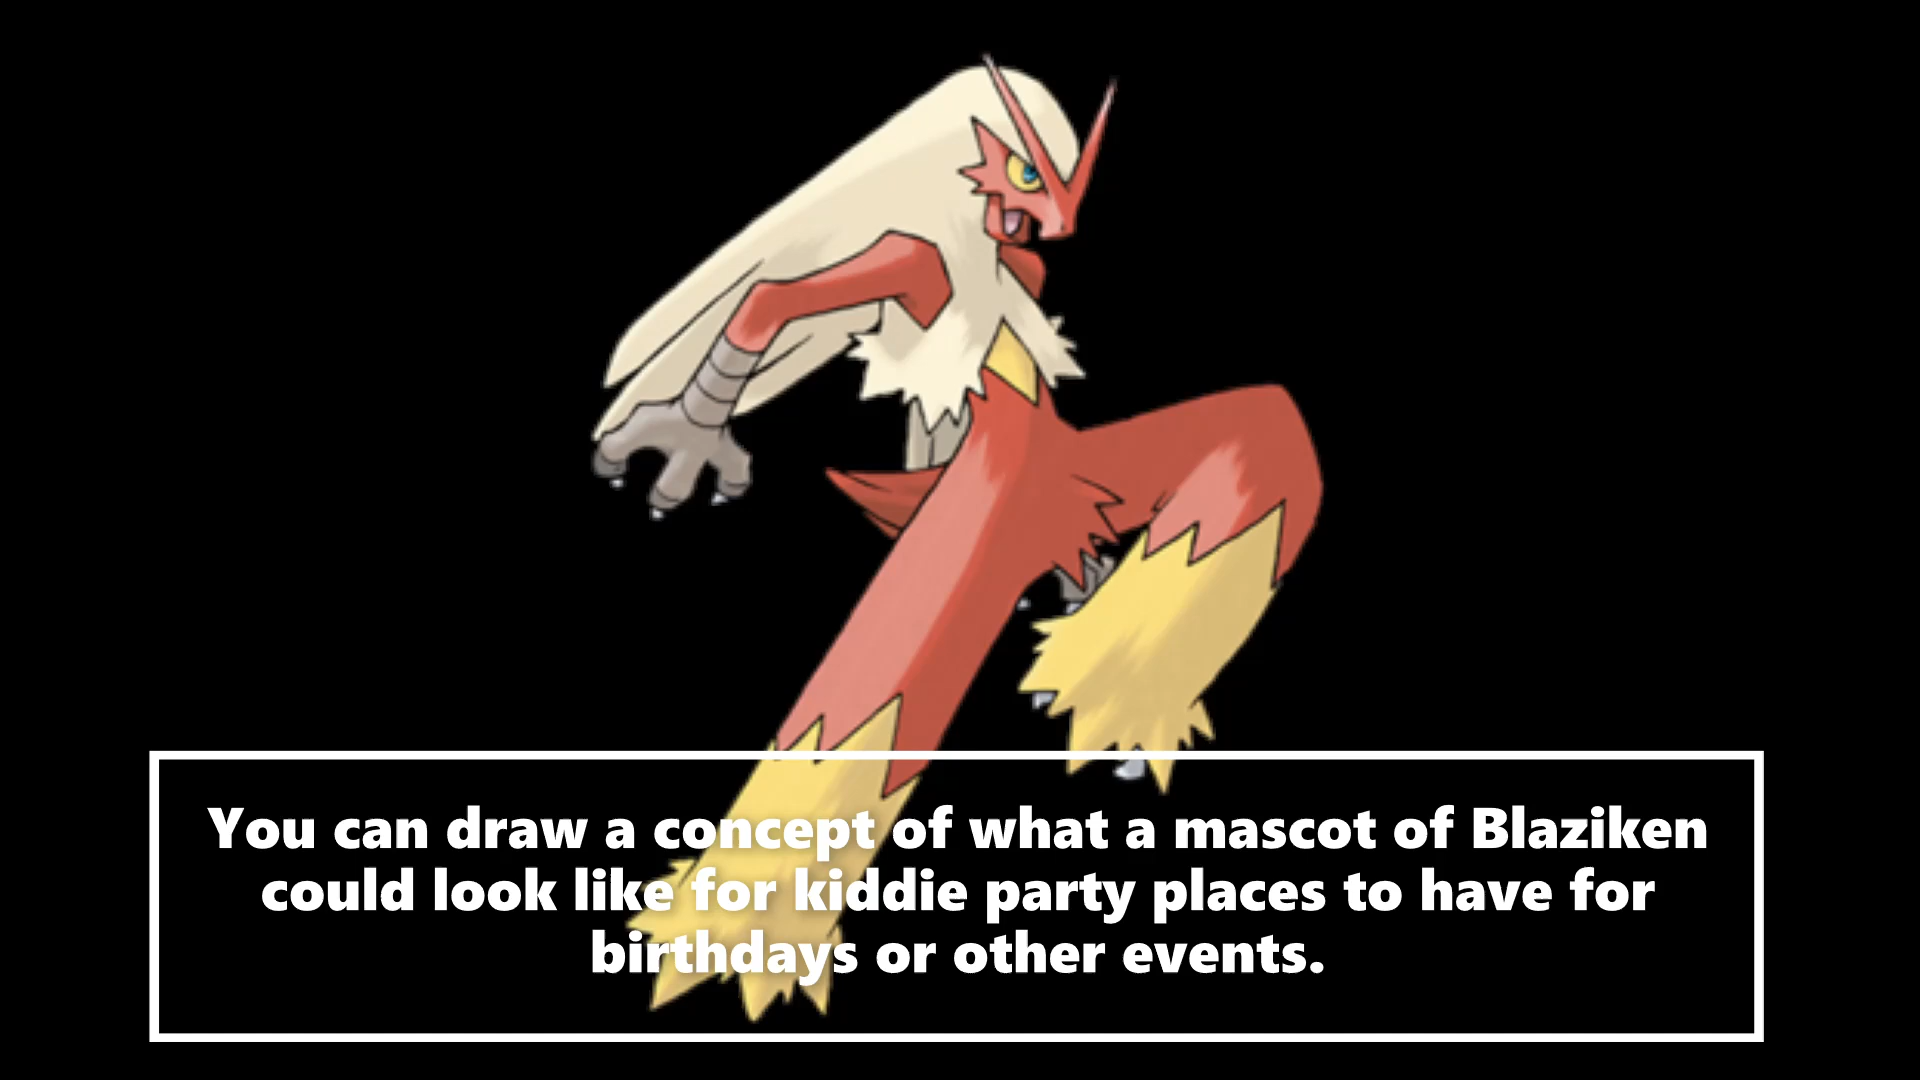 You can draw a concept of what a mascot of Blaziken
could look like for kiddie party places to have for
birthdays or other events.